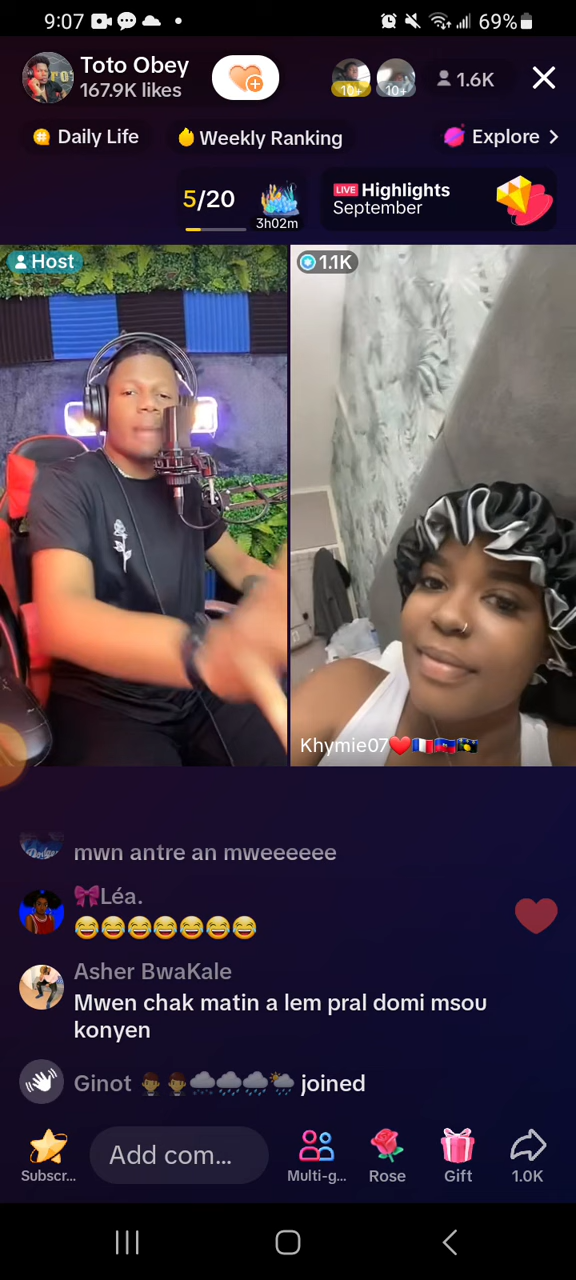 9:07
69%
Toto Obey
167.9K likes
10+
10+
1.6K
Daily Life
Weekly Ranking
Explore
5/20
3h02m
LIVE Highlights
September
Host
1.1K
Khymie07❤️🇫🇷🇭🇹🇬🇵
mwn antre an mweeeeee
🎀Léa.
😂😂😂😂😂😂😂
Asher BwaKale
Mwen chak matin a lem pral domi msou
konyen
Ginot 🤵‍♂️🤵‍♂️🌧️🌧️🌧️🌦️ joined
Add com...
Subscr...
Multi-g...
Rose
Gift
1.0K